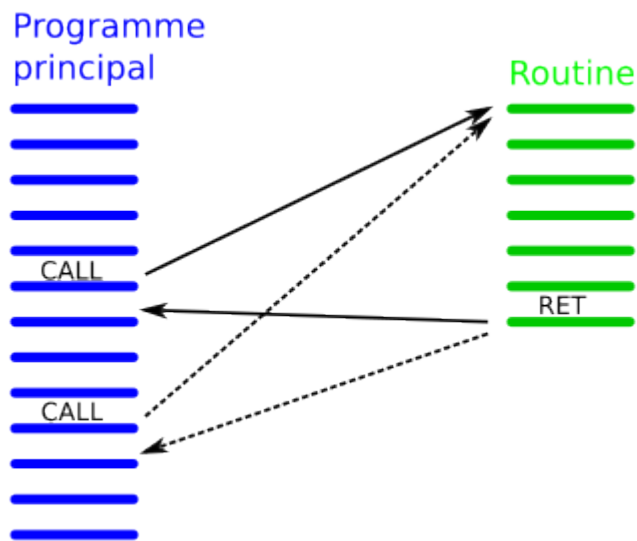 Programme
principal
Routine
CALL
RET
CALL